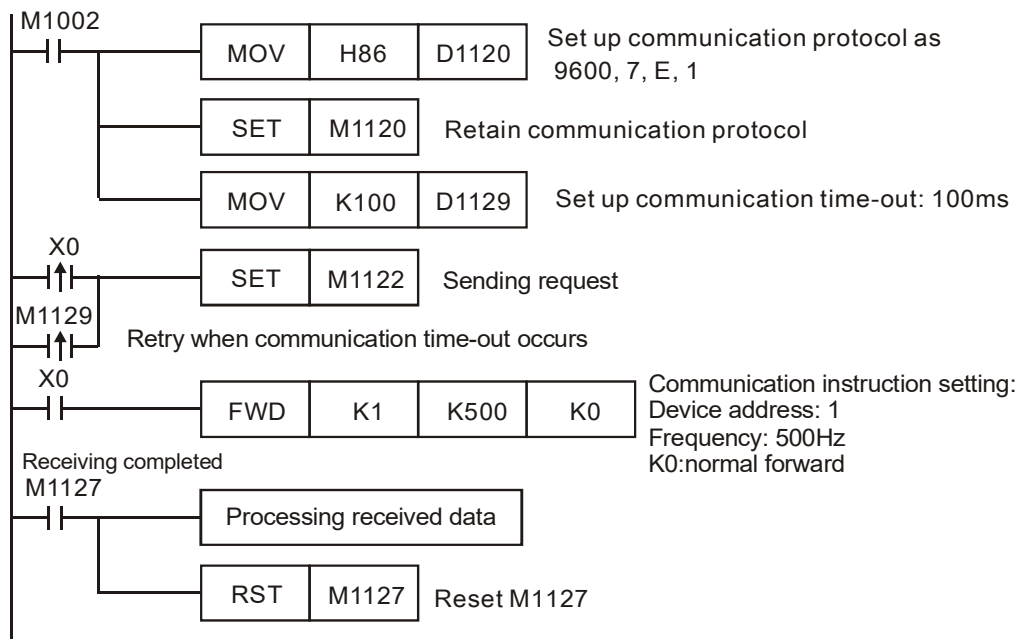 M1002
MOV H86 D1120
Set up communication protocol as
9600, 7, E, 1
SET M1120
Retain communication protocol
MOV K100 D1129
Set up communication time-out: 100ms
X0
SET M1122
Sending request
M1129
Retry when communication time-out occurs
X0
FWD K1 K500 K0
Communication instruction setting:
Device address: 1
Frequency: 500Hz
K0:normal forward
Receiving completed
M1127
Processing received data
RST M1127
Reset M1127